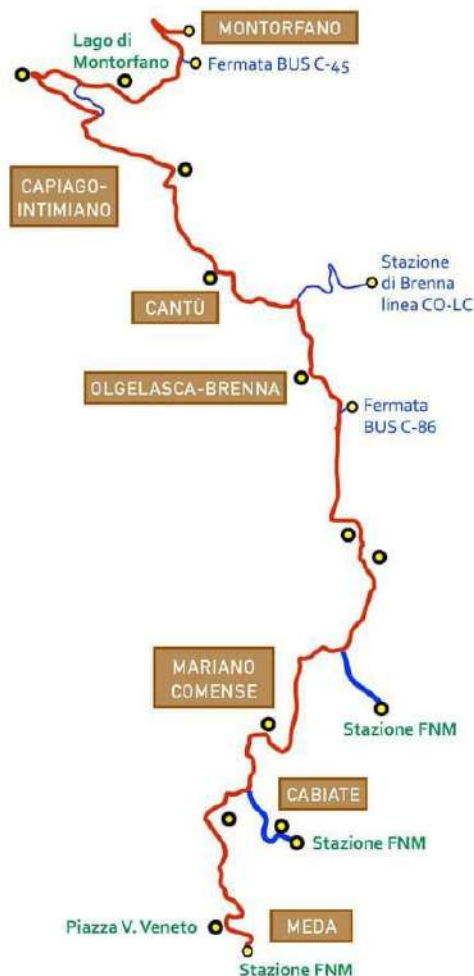 MONTORFANO
Lago di
Montorfano
Fermata BUS C-45
CAPIAGO-
INTIMIANO
Stazione
di Brenna
linea CO-LC
CANTÙ
OLGELASCA-BRENNA
Fermata
BUS C-86
MARIANO
COMENSE
Stazione FNM
CABIATE
Stazione FNM
Piazza V. Veneto
MEDA
Stazione FNM